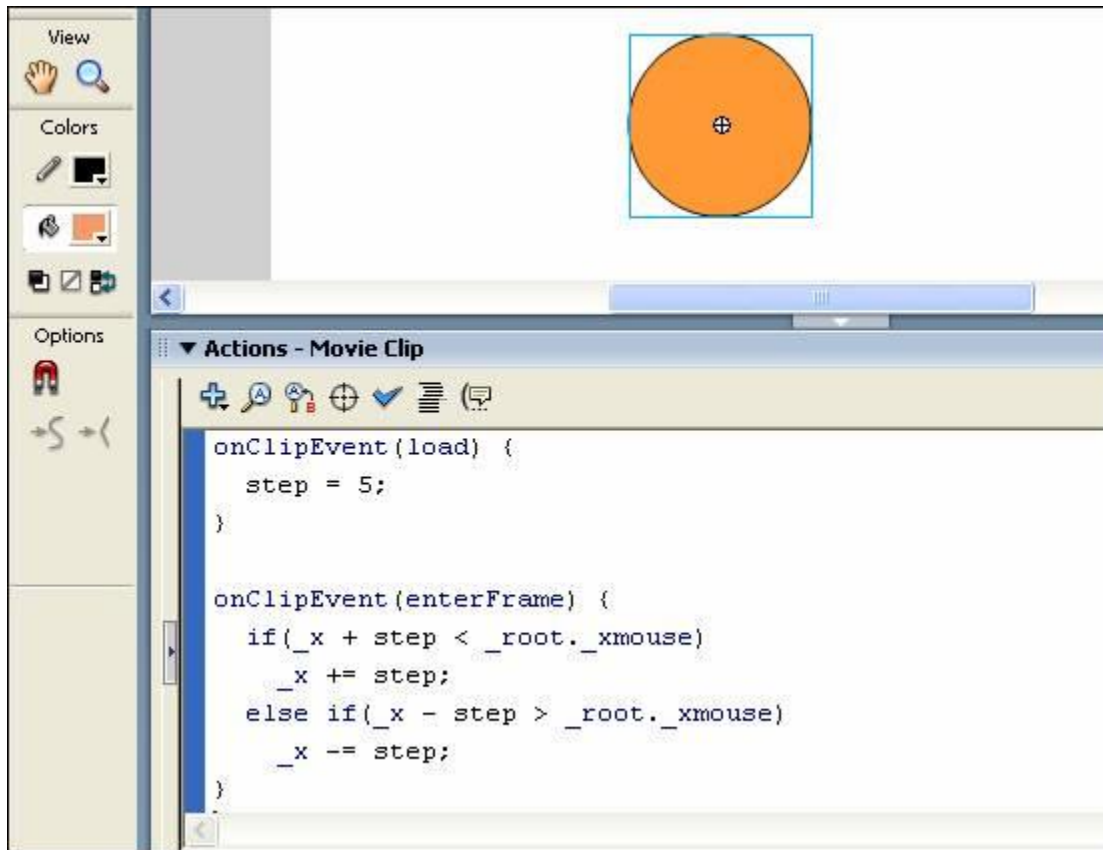 View
Colors
Options
Actions - Movie Clip
onClipEvent(load) {
  step = 5;
}
onClipEvent(enterFrame) {
  if(_x + step < _root._xmouse)
    _x += step;
  else if(_x - step > _root._xmouse)
    _x -= step;
}